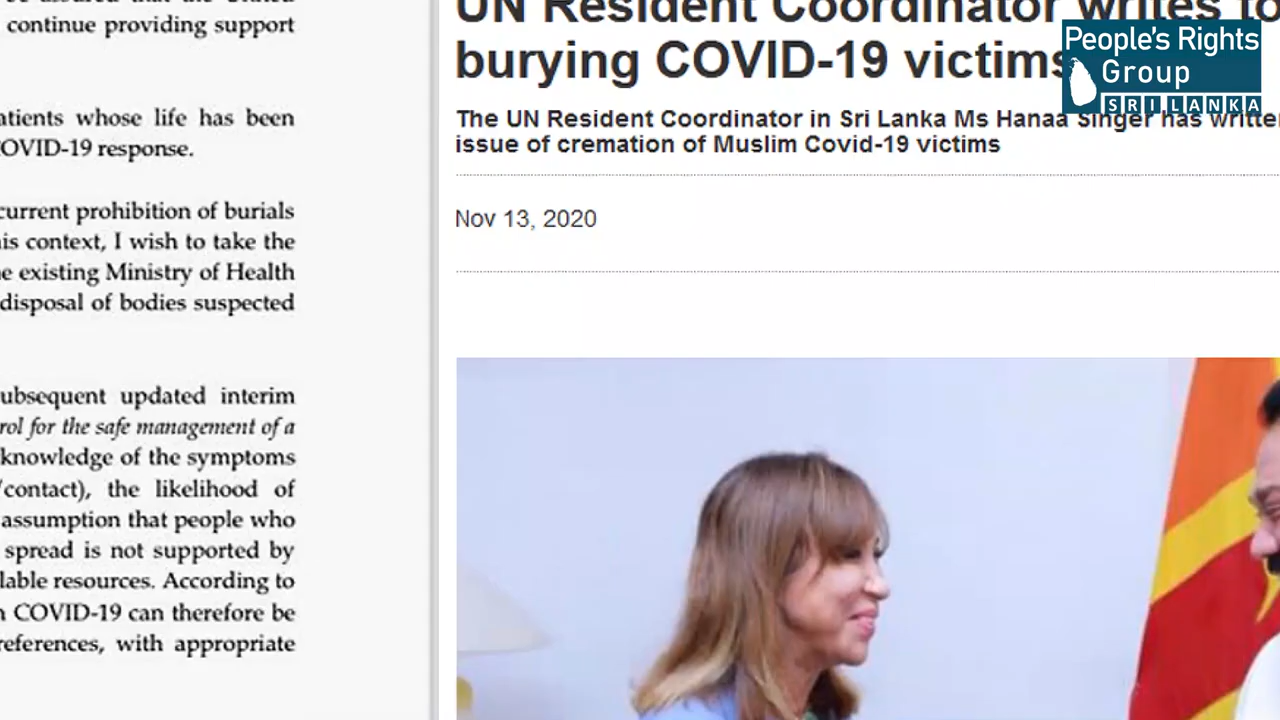 continue providing support
atients whose life has been
OVID-19 response.
current prohibition of burials
is context, I wish to take the
e existing Ministry of Health
disposal of bodies suspected
ubsequent updated interim
rol for the safe management of a
knowledge of the symptoms
/contact), the likelihood of
assumption that people who
spread is not supported by
lable resources. According to
n COVID-19 can therefore be
references, with appropriate
UN Resident Coordinator writes to
burying COVID-19 victims
The UN Resident Coordinator in Sri Lanka Ms Hanaa Singer has written
issue of cremation of Muslim Covid-19 victims
Nov 13, 2020
People's Rights
Group
SRI LANKA